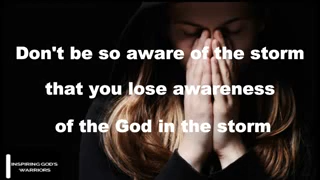 Don't be so aware of the storm
that you lose awareness
of the God in the storm
INSPIRING GOD'S
WARRIORS